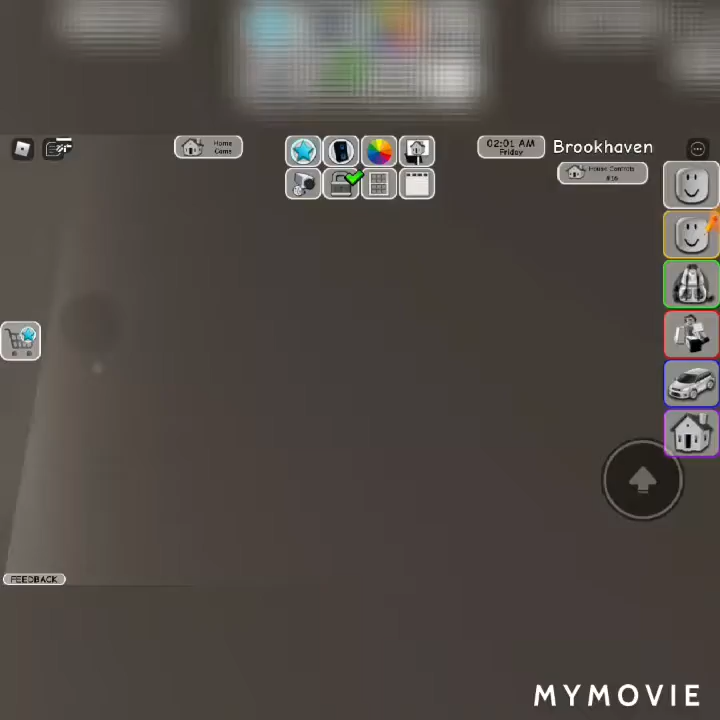 Home
Cams
02:01 AM
Friday
Brookhaven
House Controls
FEEDBACK
MYMOVIE